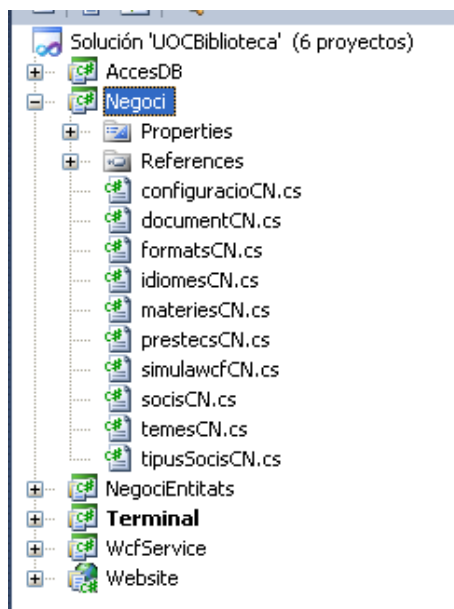 Solución 'UOCBiblioteca' (6 proyectos)
AccesDB
Negoci
Properties
References
configuracioCN.cs
documentCN.cs
formatsCN.cs
idiomesCN.cs
materiesCN.cs
prestecsCN.cs
simulawcfCN.cs
socisCN.cs
temesCN.cs
tipusSocisCN.cs
NegociEntitats
Terminal
WcfService
Website